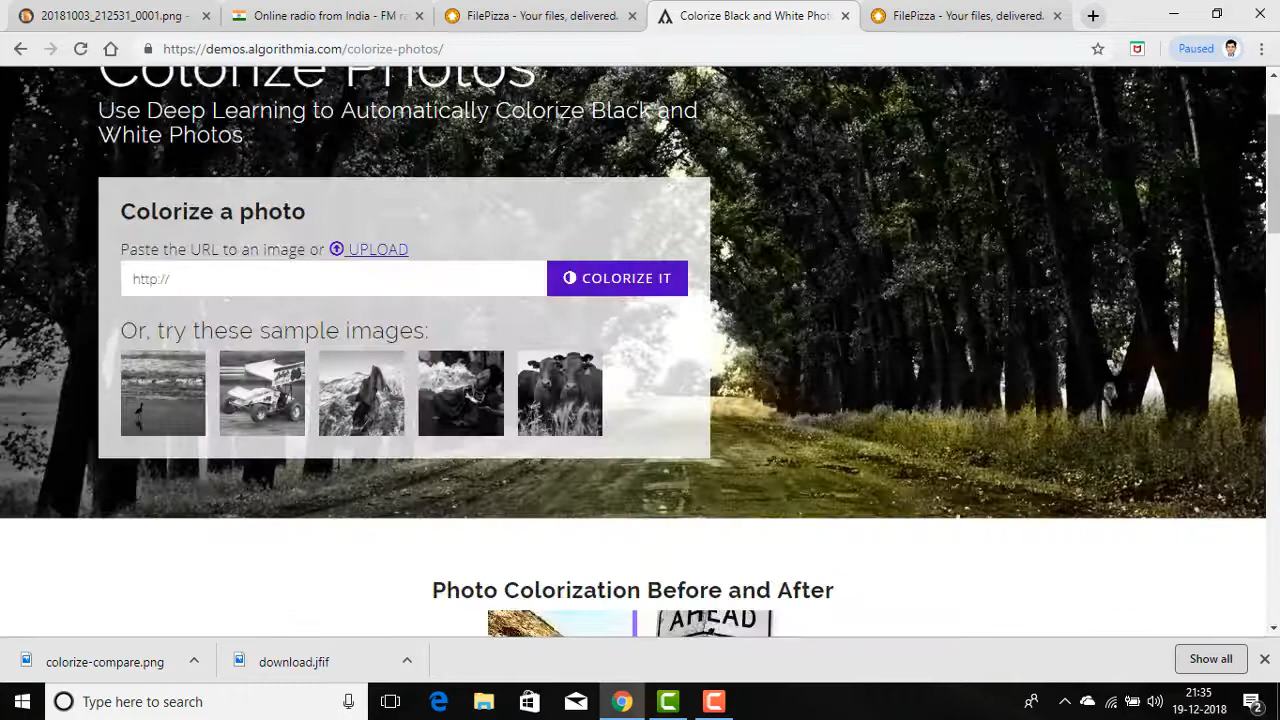 20181003_212531_0001.png -
Online radio from India - FM ra
FilePizza - Your files, delivered.
Colorize Black and White Phot
FilePizza - Your files, delivered.
https://demos.algorithmia.com/colorize-photos/
Paused
Colorize Photos
Use Deep Learning to Automatically Colorize Black and
White Photos
Colorize a photo
Paste the URL to an image or UPLOAD
http://
COLORIZE IT
Or, try these sample images:
Photo Colorization Before and After
AHEAD
colorize-compare.png
download.jfif
Show all
Type here to search
21:35
19-12-2018
2